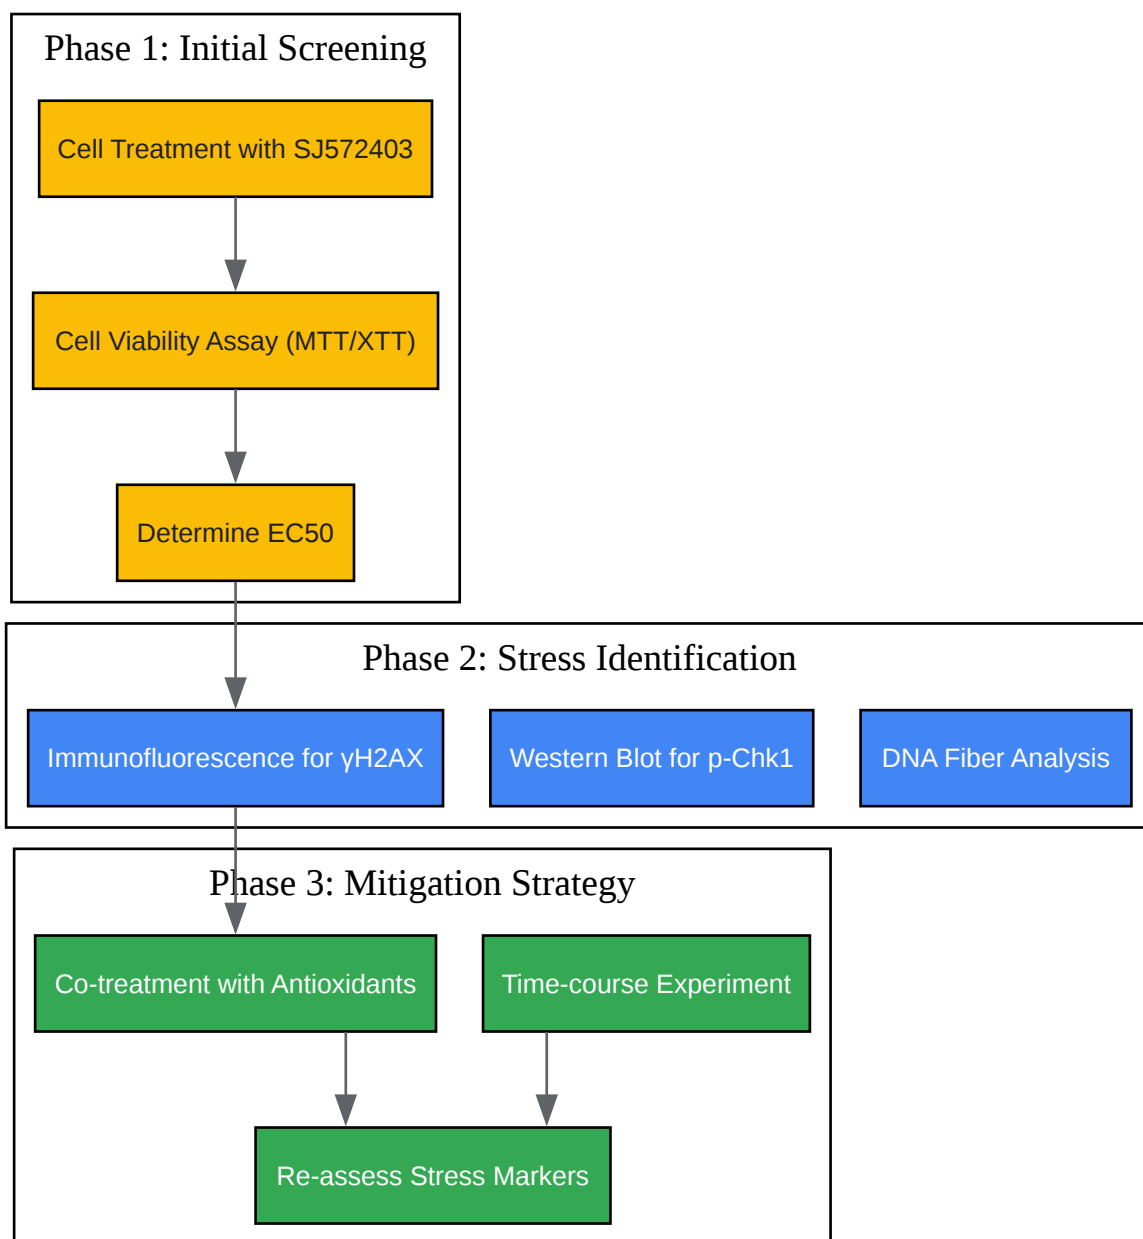 Phase 1: Initial Screening
Cell Treatment with SJ572403
Cell Viability Assay (MTT/XTT)
Determine EC50
Phase 2: Stress Identification
Immunofluorescence for γH2AX
Western Blot for p-Chk1
DNA Fiber Analysis
Phase 3: Mitigation Strategy
Co-treatment with Antioxidants
Time-course Experiment
Re-assess Stress Markers